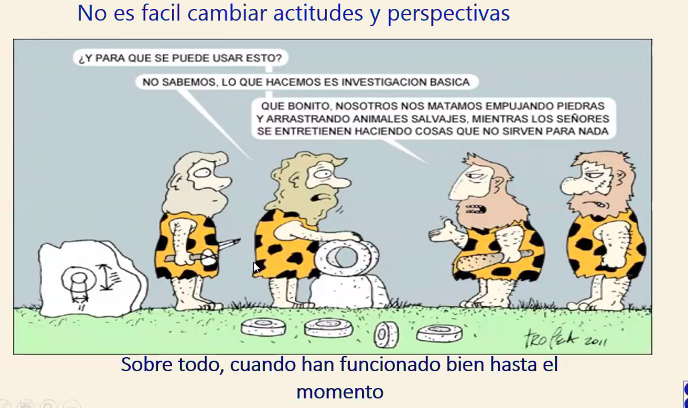 No es facil cambiar actitudes y perspectivas
¿Y PARA QUE SE PUEDE USAR ESTO?
NO SABEMOS, LO QUE HACEMOS ES INVESTIGACION BASICA
QUE BONITO, NOSOTROS NOS MATAMOS EMPUJANDO PIEDRAS
Y ARRASTRANDO ANIMALES SALVAJES, MIENTRAS LOS SEÑORES
SE ENTRETIENEN HACIENDO COSAS QUE NO SIRVEN PARA NADA
TROPEA 2011
Sobre todo, cuando han funcionado bien hasta el
momento